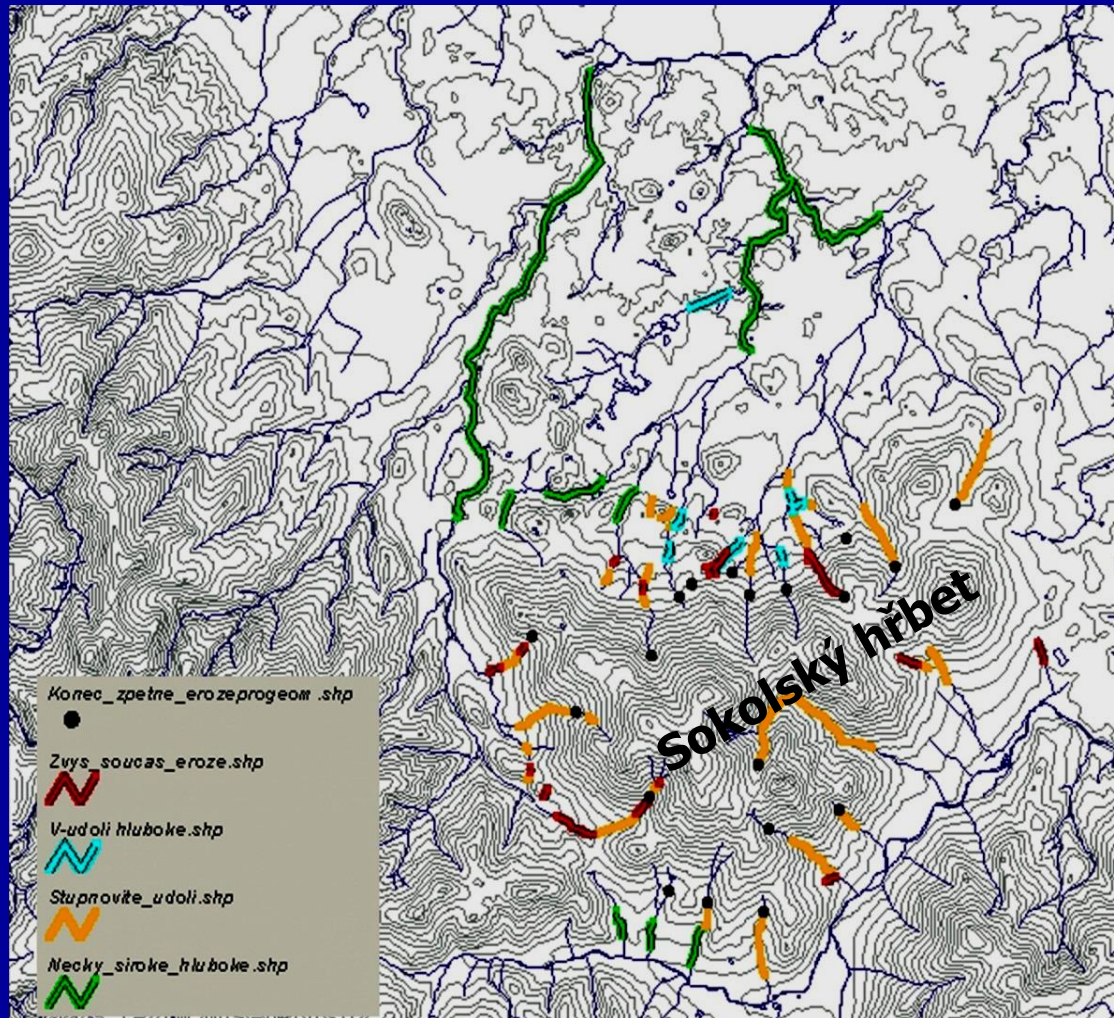 Sokolský hřbet
Konec_zpetne_erozeprogeom .shp
Zvys_soucas_eroze.shp
V-udoli hluboke.shp
Stupnovite_udoli.shp
Necky_siroke_hluboke.shp